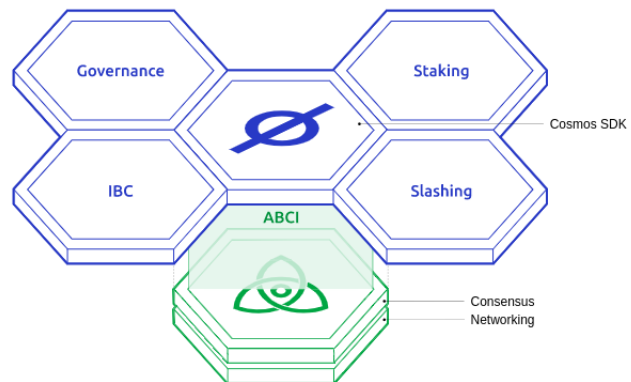 Governance
Staking
Cosmos SDK
IBC
Slashing
ABCI
Consensus
Networking